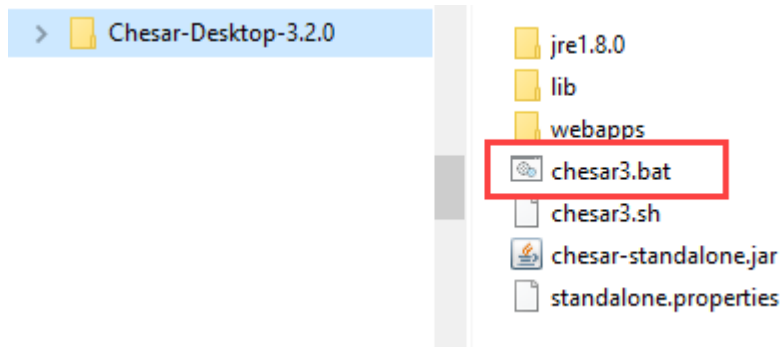 Chesar-Desktop-3.2.0
jre1.8.0
lib
webapps
chesar3.bat
chesar3.sh
chesar-standalone.jar
standalone.properties